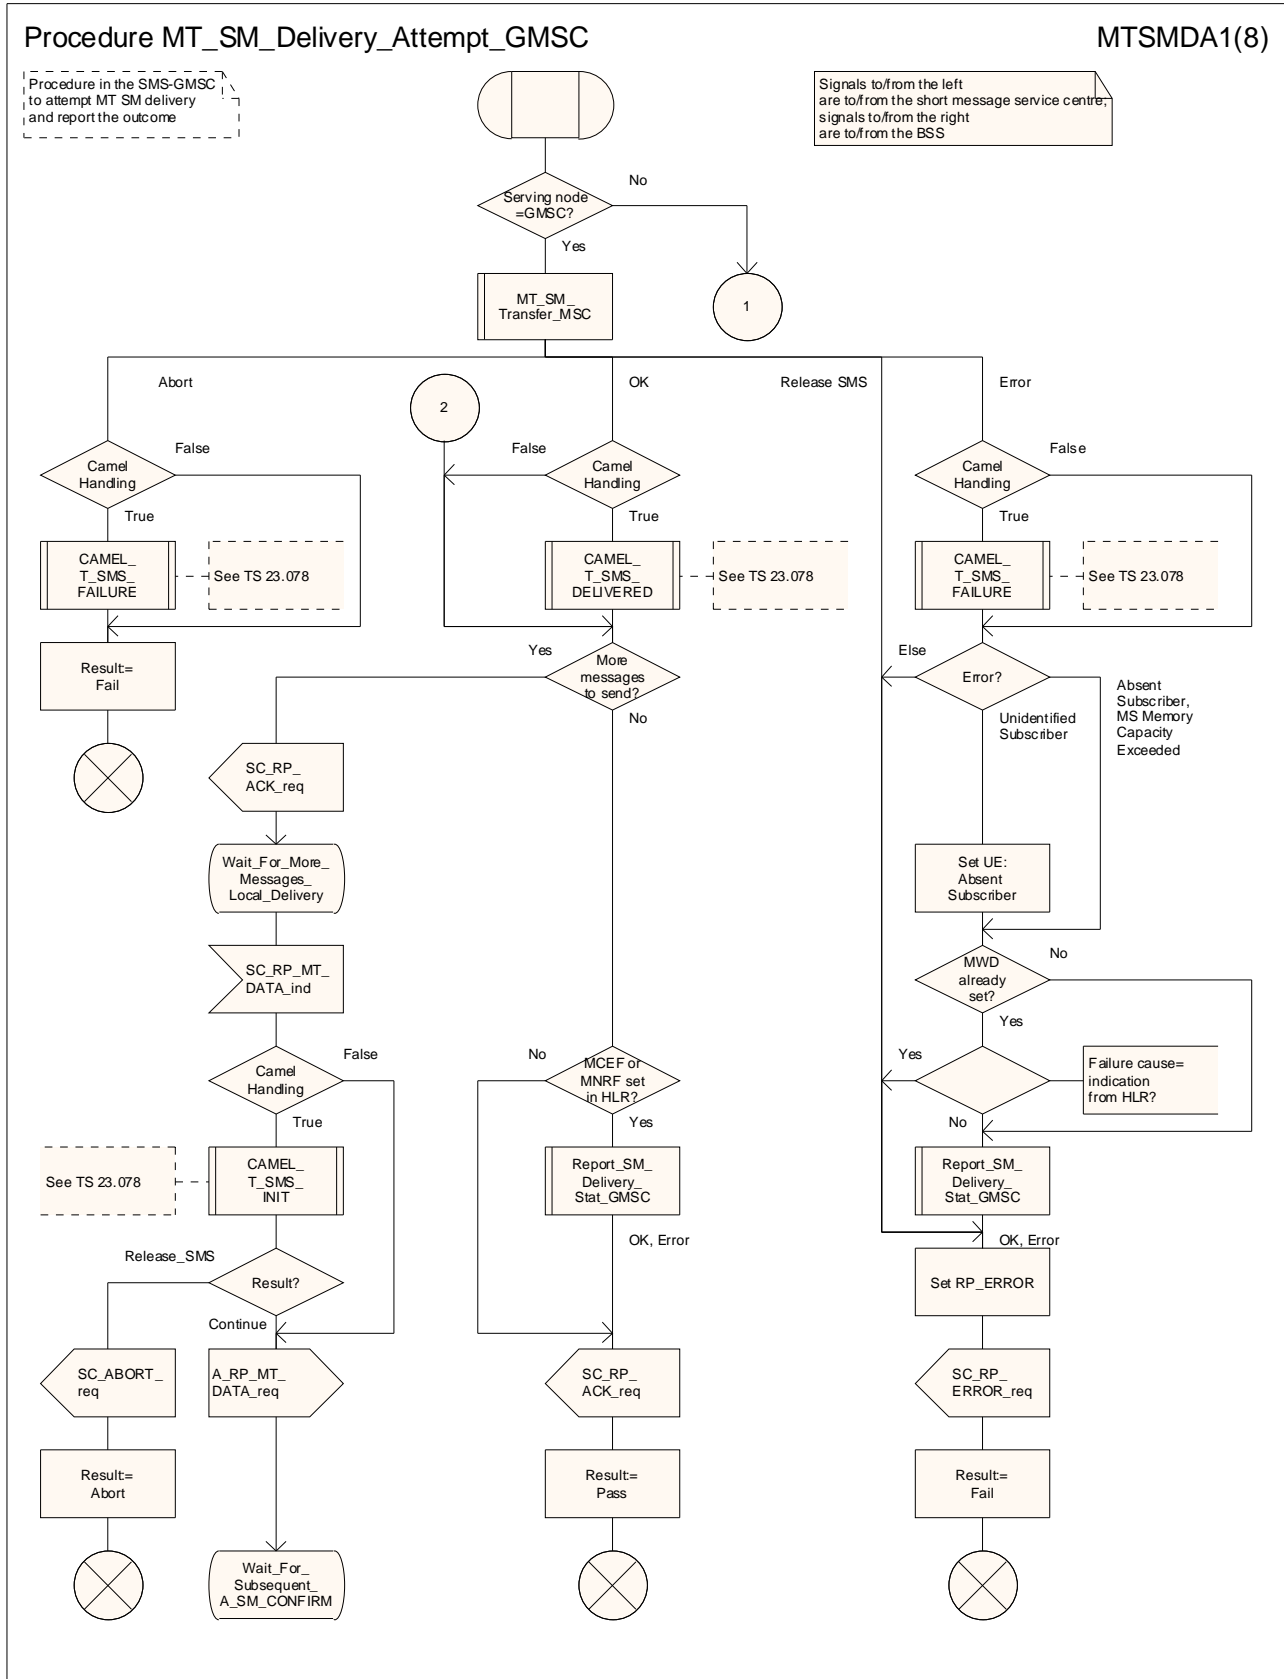 Procedure MT_SM_Delivery_Attempt_GMSC
MTSMDA1(8)
Procedure in the SMS-GMSC
to attempt MT SM delivery
and report the outcome
Signals to/from the left
are to/from the short message service centre;
signals to/from the right
are to/from the BSS
Serving node
=GMSC?
No
Yes
MT_SM_
Transfer_MSC
1
Abort
OK
Release SMS
Error
2
Camel
Handling
False
True
Camel
Handling
False
True
Camel
Handling
False
True
CAMEL_
T_SMS_
FAILURE
See TS 23.078
CAMEL_
T_SMS_
DELIVERED
See TS 23.078
CAMEL_
T_SMS_
FAILURE
See TS 23.078
Result:=
Fail
Yes
More
messages
to send?
No
Else
Error?
Unidentified
Subscriber
Absent
Subscriber,
MS Memory
Capacity
Exceeded
SC_RP_
ACK_req
Wait_For_More_
Messages_
Local_Delivery
Set UE:
Absent
Subscriber
SC_RP_MT_
DATA_ind
MWD
already
set?
No
Yes
Camel
Handling
False
True
No
MCEF or
MNRF set
in HLR?
Yes
Yes
Failure cause=
indication
from HLR?
No
See TS 23.078
CAMEL_
T_SMS_
INIT
Report_SM_
Delivery_
Stat_GMSC
Report_SM_
Delivery_
Stat_GMSC
OK, Error
OK, Error
Release_SMS
Result?
Continue
Set RP_ERROR
SC_ABORT_
req
A_RP_MT_
DATA_req
SC_RP_
ACK_req
SC_RP_
ERROR_req
Result:=
Abort
Result:=
Pass
Result:=
Fail
Wait_For_
Subsequent_
A_SM_CONFIRM